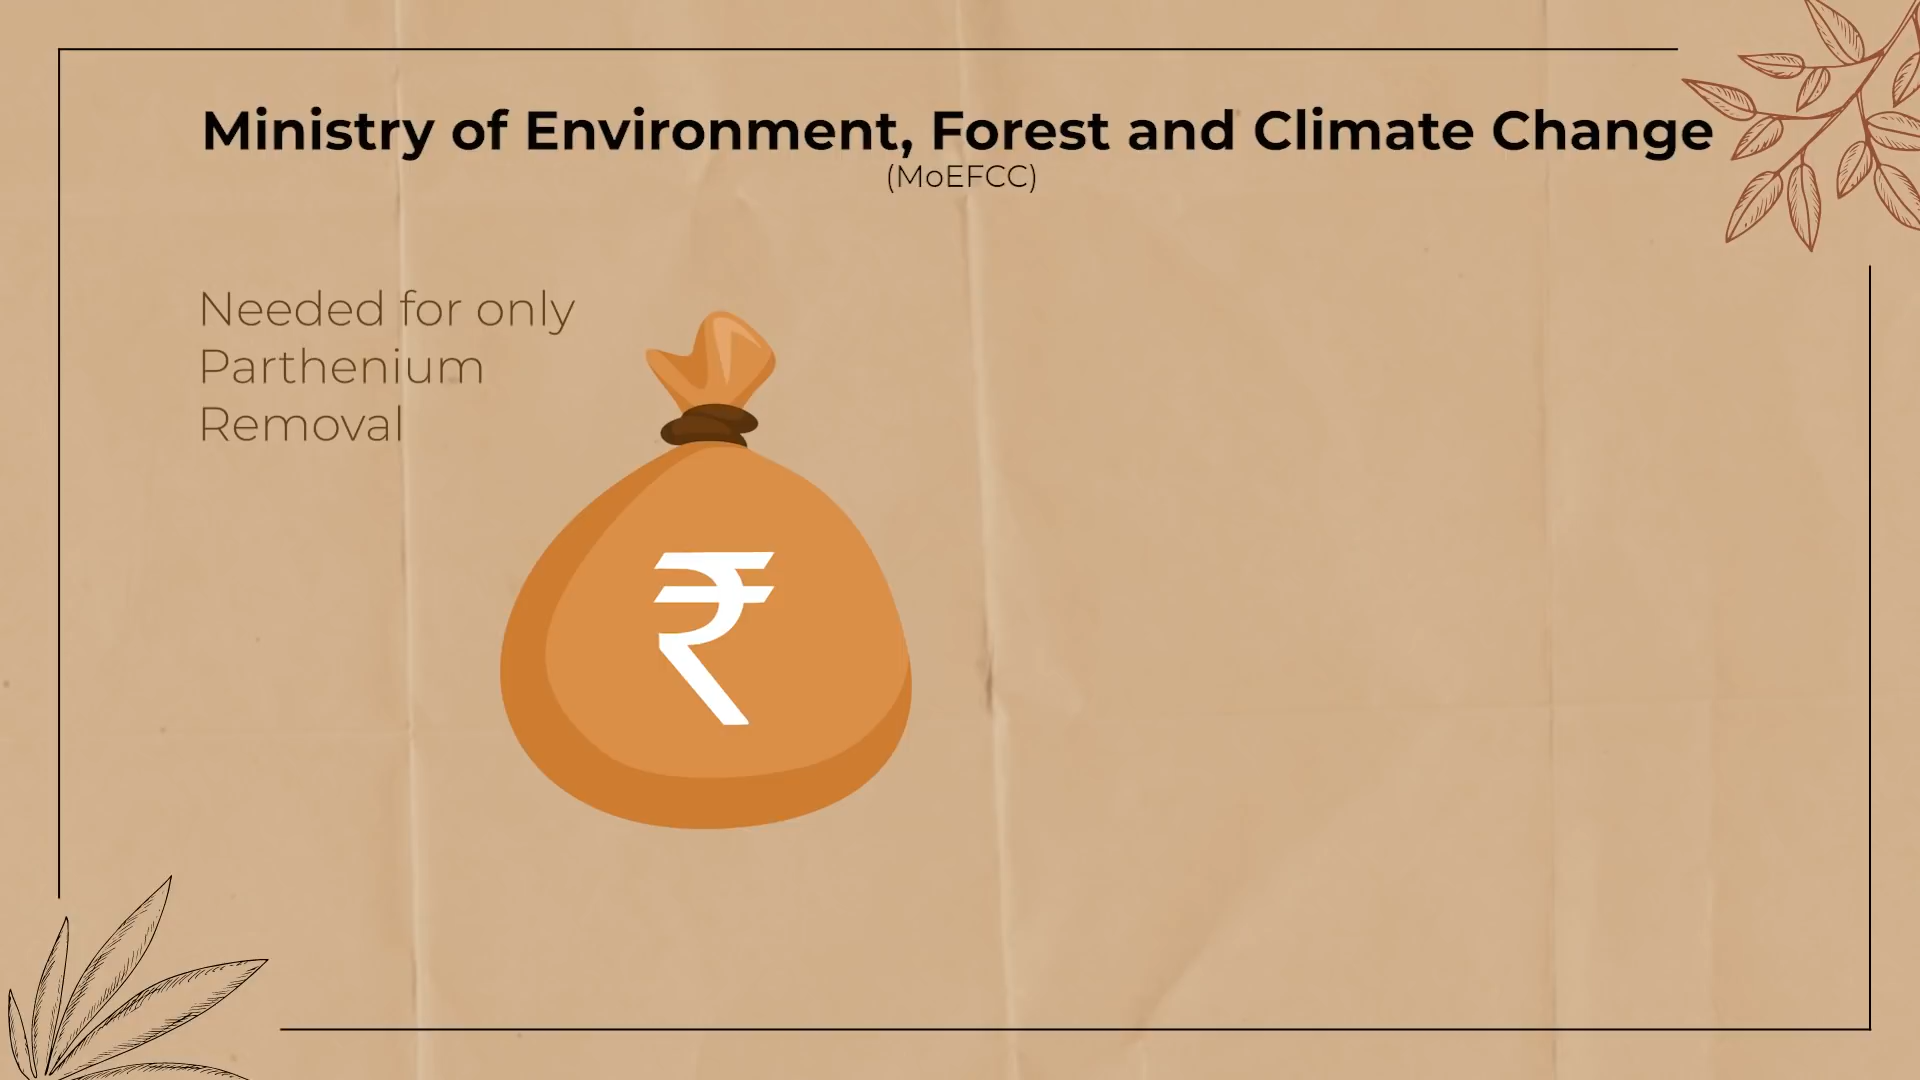 Ministry of Environment, Forest and Climate Change
(MoEFCC)
Needed for only
Parthenium
Removal
₹